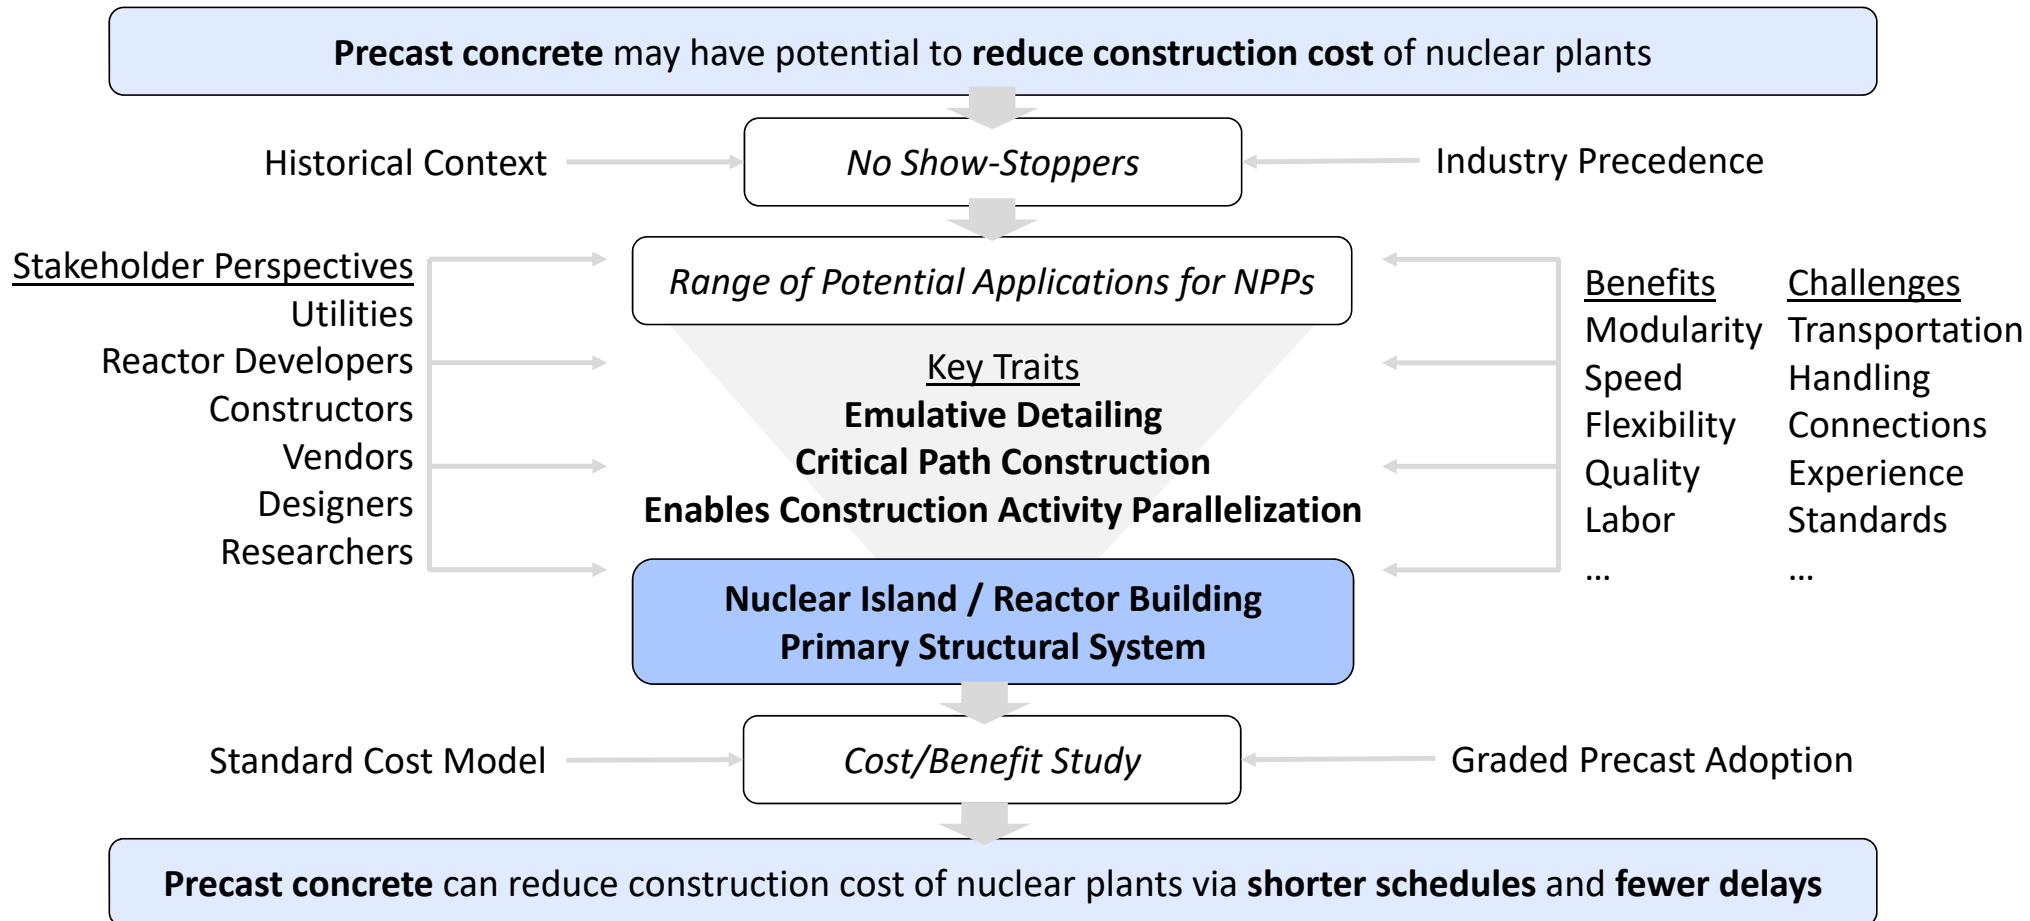 Precast concrete may have potential to reduce construction cost of nuclear plants
Historical Context
No Show-Stoppers
Industry Precedence
Stakeholder Perspectives
Utilities
Reactor Developers
Constructors
Vendors
Designers
Researchers
Range of Potential Applications for NPPs
Key Traits
Emulative Detailing
Critical Path Construction
Enables Construction Activity Parallelization
Nuclear Island / Reactor Building
Primary Structural System
Benefits
Modularity
Speed
Flexibility
Quality
Labor
...
Challenges
Transportation
Handling
Connections
Experience
Standards
...
Standard Cost Model
Cost/Benefit Study
Graded Precast Adoption
Precast concrete can reduce construction cost of nuclear plants via shorter schedules and fewer delays